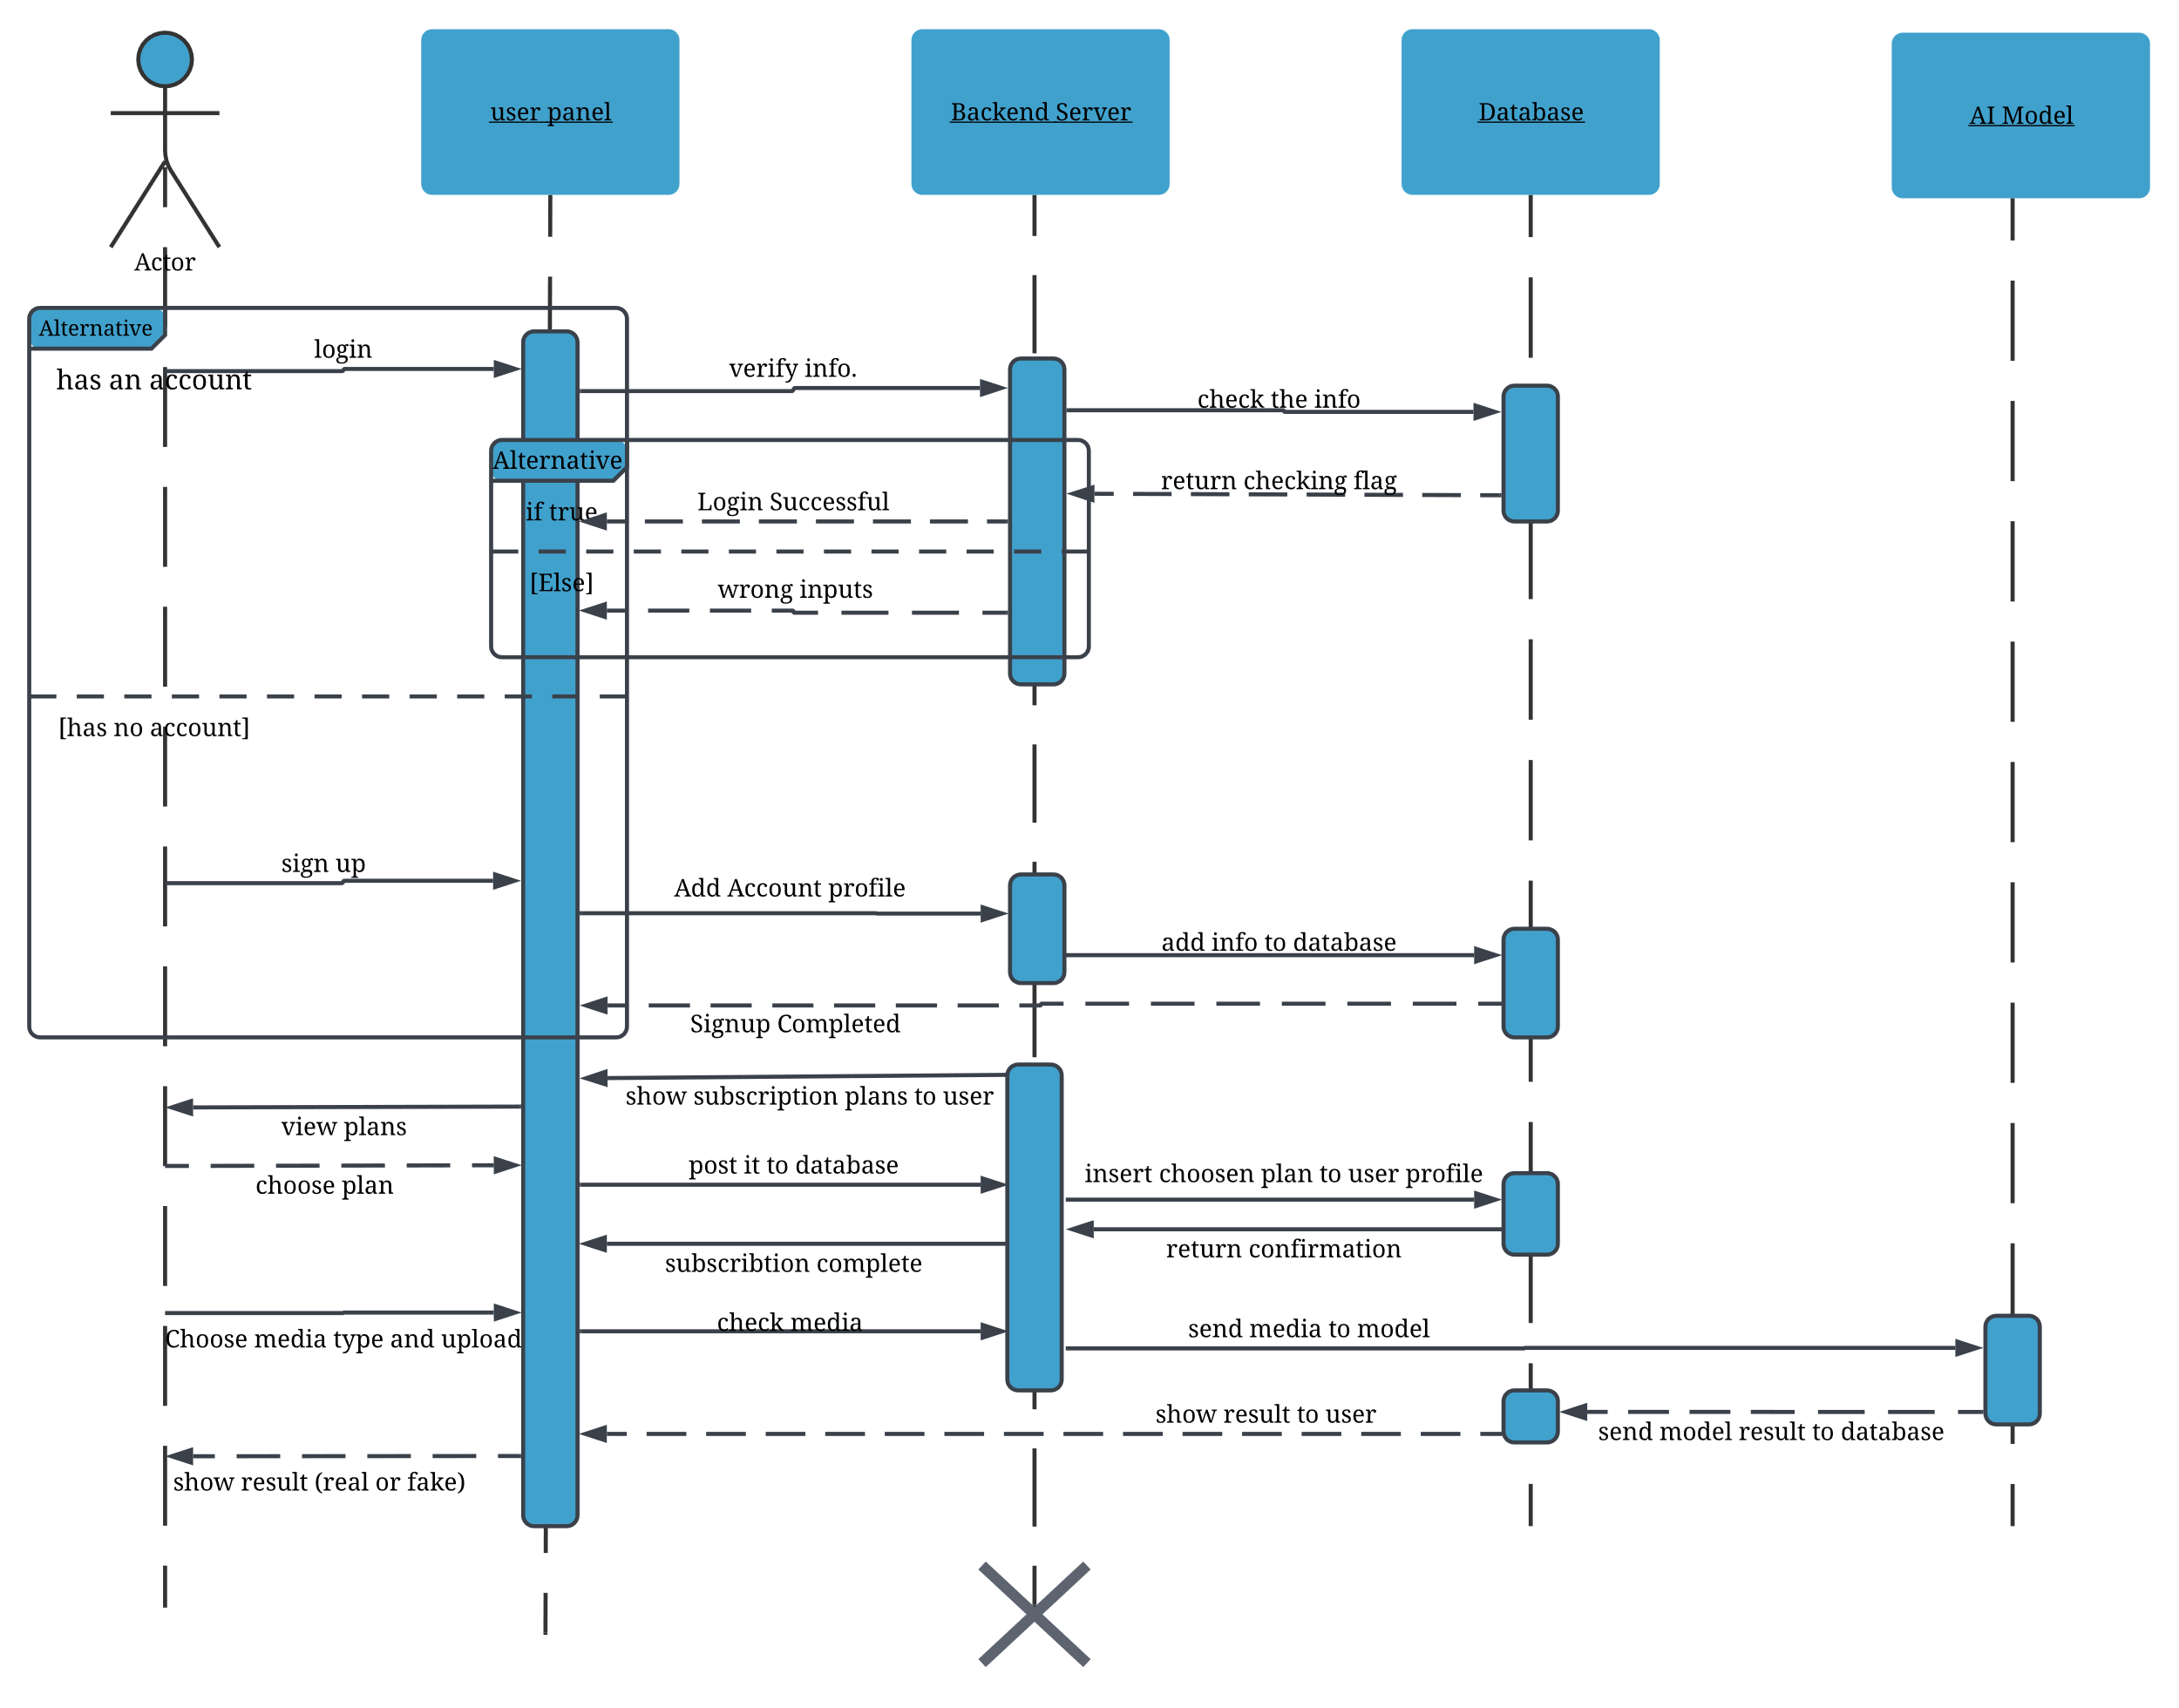 user panel
Backend Server
Database
AI Model
Actor
Alternative
login
has an account
verify info.
check the info
Alternative
return checking flag
if true
Login Successful
[Else]
wrong inputs
[has no account]
sign up
Add Account profile
add info to database
Signup Completed
show subscription plans to user
view plans
post it to database
insert choosen plan to user profile
choose plan
return confirmation
subscribtion complete
Choose media type and upload
check media
send media to model
show result to user
send model result to database
show result (real or fake)